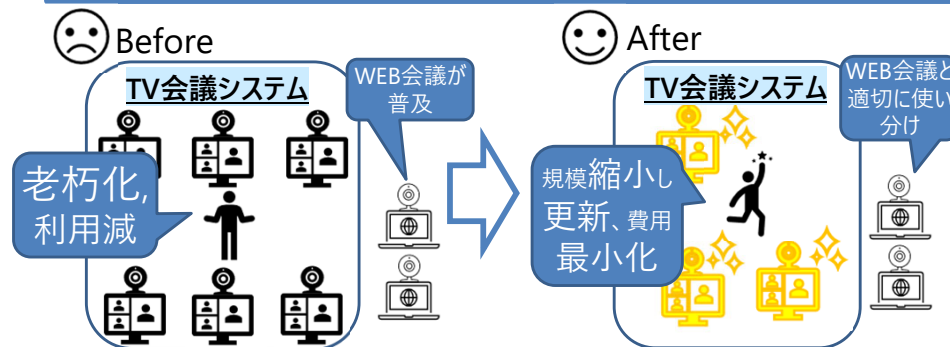 Before
TV会議システム
WEB会議が
普及
老朽化,
利用減
After
TV会議システム
WEB会議と
適切に使い
分け
規模縮小し
更新、費用
最小化